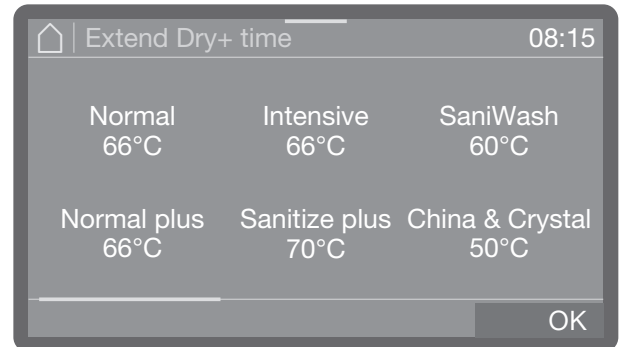 Extend Dry+ time 08:15
Normal Intensive SaniWash
66°C 66°C 60°C
Normal plus Sanitize plus China & Crystal
66°C 70°C 50°C
OK